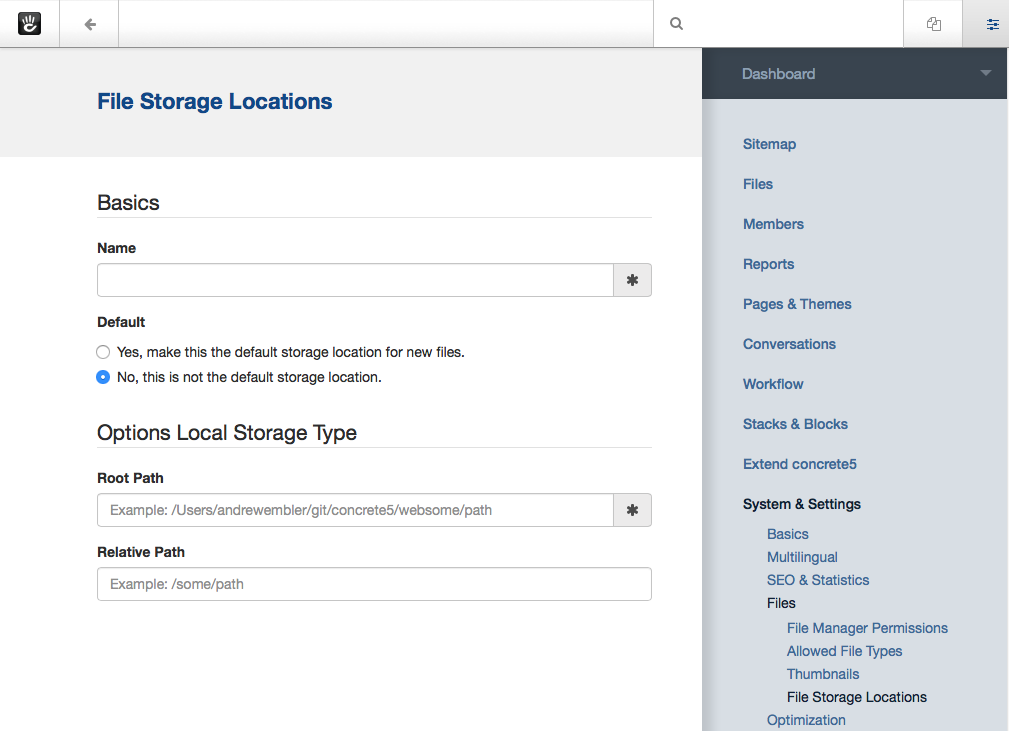 File Storage Locations
Basics
Name
Default
Yes, make this the default storage location for new files.
No, this is not the default storage location.
Options Local Storage Type
Root Path
Example: /Users/andrewembler/git/concrete5/websome/path
Relative Path
Example: /some/path
Dashboard
Sitemap
Files
Members
Reports
Pages & Themes
Conversations
Workflow
Stacks & Blocks
Extend concrete5
System & Settings
Basics
Multilingual
SEO & Statistics
Files
File Manager Permissions
Allowed File Types
Thumbnails
File Storage Locations
Optimization